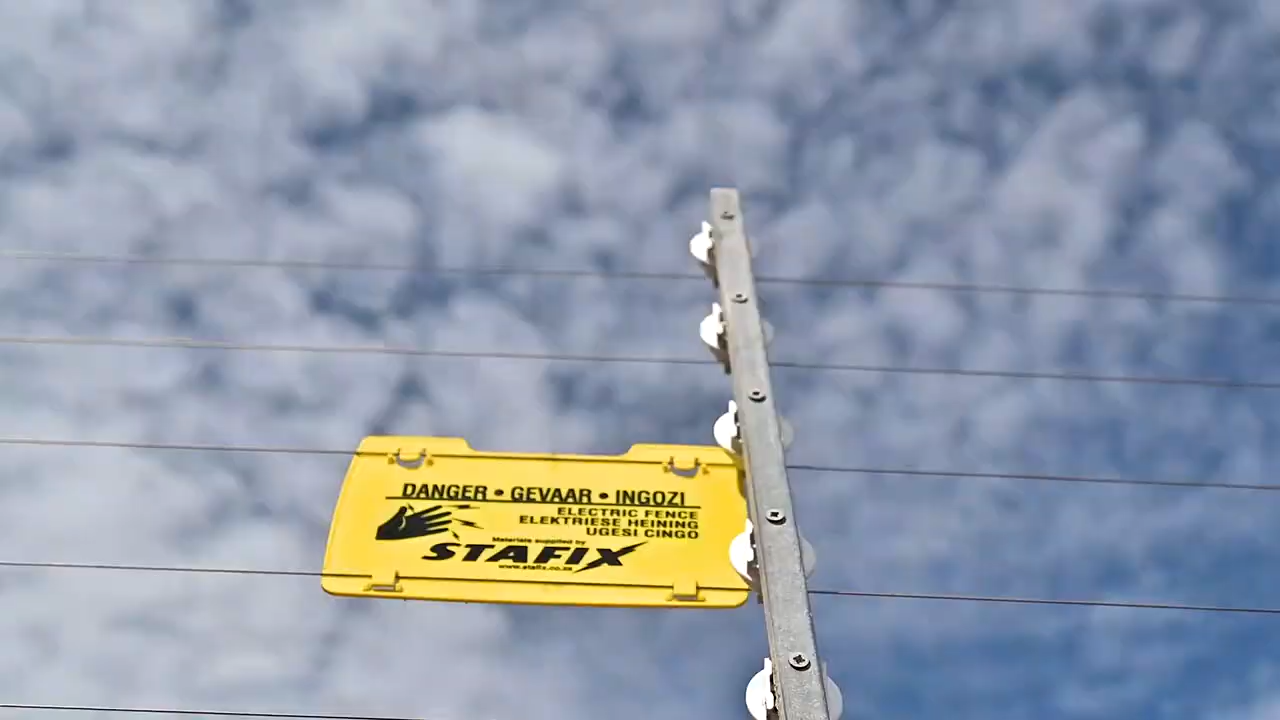 DANGER • GEVAAR • INGOZI
ELECTRIC FENCE
ELEKTRIESE HEINING
UGESI CINGO
Materials supplied by
STAFIX
www.stafix.co.za